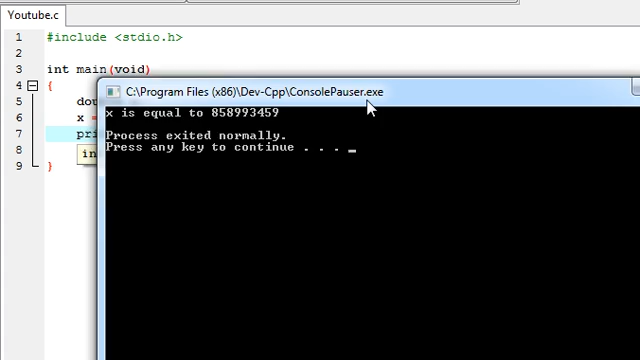 Youtube.c
1 #include <stdio.h>
2
3 int main(void)
4 {
C:\Program Files (x86)\Dev-Cpp\ConsolePauser.exe
5
6 x =
x is equal to 858993459
7 pri
Process exited normally.
8 in
Press any key to continue . . . _
9 }